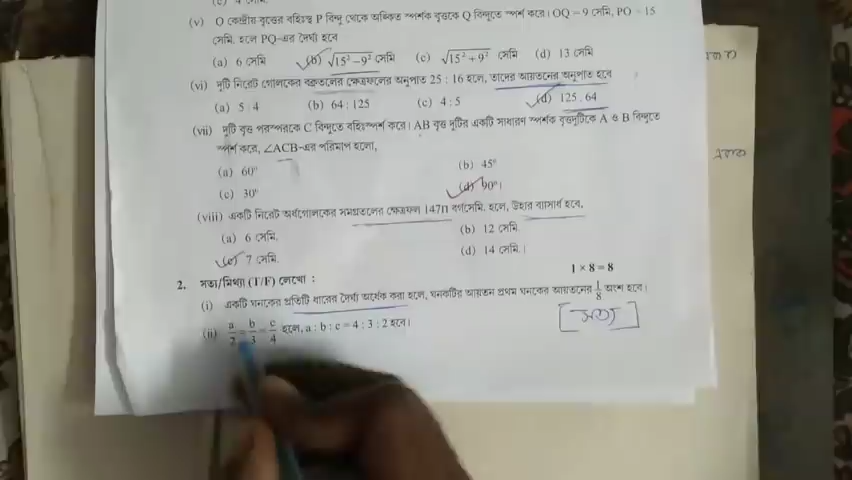 (v) O কেন্দ্রীয় বৃত্তের বহিঃস্থ P বিন্দু থেকে অঙ্কিত স্পর্শক বৃত্তকে Q বিন্দুতে স্পর্শ করে। OQ = 9 সেমি, PO = 15
সেমি. হলে PQ-এর দৈর্ঘ্য হবে
(a) 6 সেমি (b) √15² − 9² সেমি (c) √15² + 9² সেমি (d) 13 সেমি
(vi) দুটি নিরেট গোলকের বক্রতলের ক্ষেত্রফলের অনুপাত 25 : 16 হলে, তাদের আয়তনের অনুপাত হবে
(a) 5 : 4 (b) 64 : 125 (c) 4 : 5 (d) 125 : 64
(vii) দুটি বৃত্ত পরস্পরকে C বিন্দুতে বহিঃস্পর্শ করে। AB বৃত্ত দুটির একটি সাধারণ স্পর্শক বৃত্তদুটিকে A ও B বিন্দুতে
স্পর্শ করে, ∠ACB-এর পরিমাপ হলো,
(a) 60° (b) 45°
(c) 30° (d) 90°।
(viii) একটি নিরেট অর্ধগোলকের সমগ্রতলের ক্ষেত্রফল 147π বর্গসেমি. হলে, উহার ব্যাসার্ধ হবে,
(a) 6 সেমি. (b) 12 সেমি
(c) 7 সেমি. (d) 14 সেমি.।
2. সত্য/মিথ্যা (T/F) লেখো : 1 × 8 = 8
(i) একটি ঘনকের প্রতিটি ধারের দৈর্ঘ্য অর্ধেক করা হলে, ঘনকটির আয়তন প্রথম ঘনকের আয়তনের 1/8 অংশ হবে।
[সত্য]
(ii) a/2 = b/3 = c/4 হলে, a : b : c = 4 : 3 : 2 হবে।